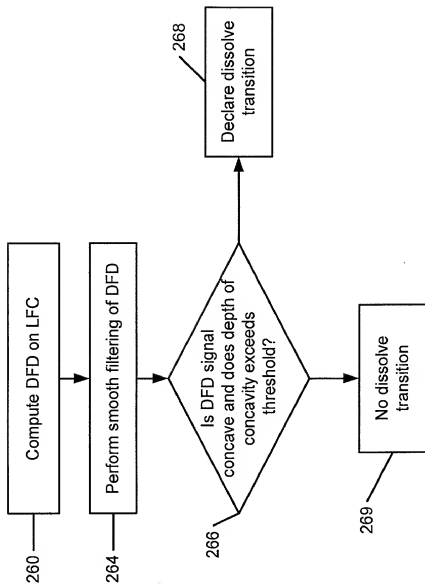 260
Compute DFD on LFC
264
Perform smooth filtering of DFD
266
Is DFD signal
concave and does depth of
concavity exceeds
threshold?
268
Declare dissolve
transition
269
No dissolve
transition